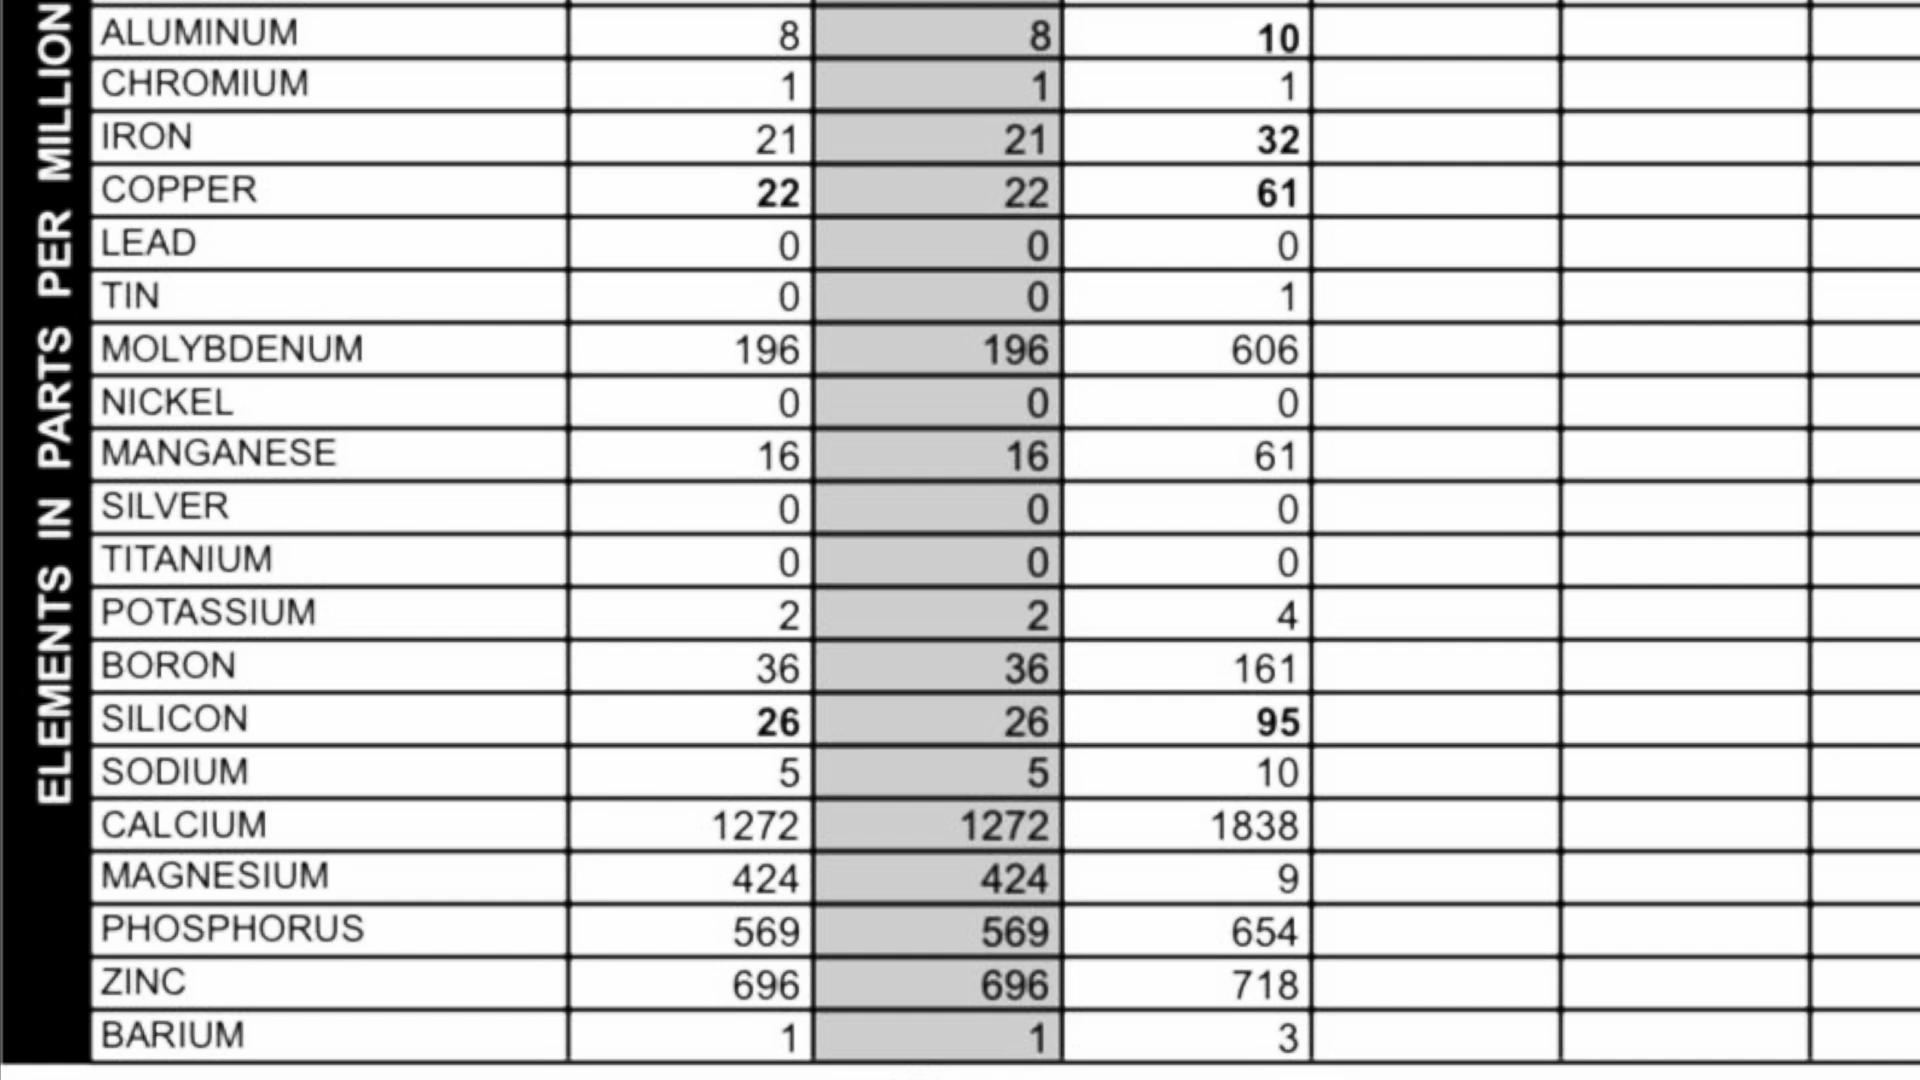 ELEMENTS IN PARTS PER MILLION
ALUMINUM 8 8 10
CHROMIUM 1 1 1
IRON 21 21 32
COPPER 22 22 61
LEAD 0 0 0
TIN 0 0 1
MOLYBDENUM 196 196 606
NICKEL 0 0 0
MANGANESE 16 16 61
SILVER 0 0 0
TITANIUM 0 0 0
POTASSIUM 2 2 4
BORON 36 36 161
SILICON 26 26 95
SODIUM 5 5 10
CALCIUM 1272 1272 1838
MAGNESIUM 424 424 9
PHOSPHORUS 569 569 654
ZINC 696 696 718
BARIUM 1 1 3